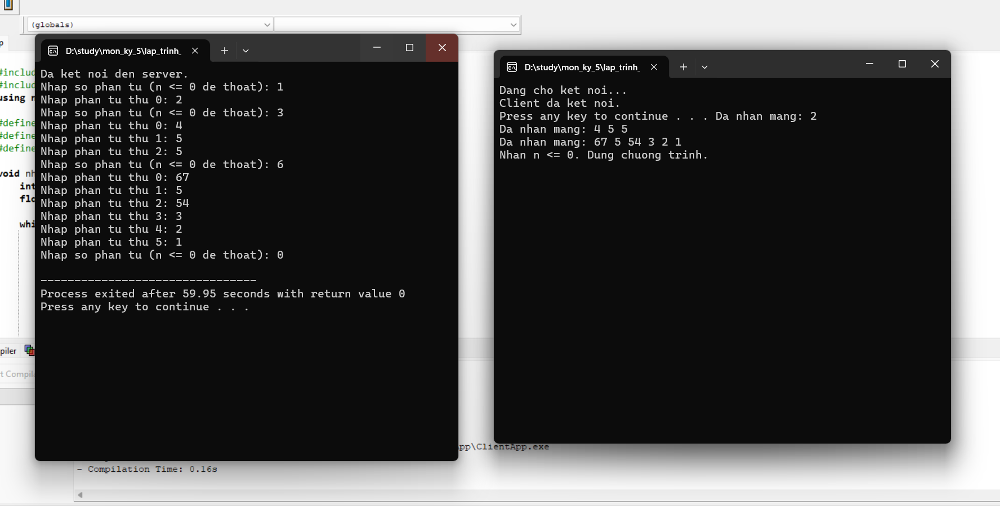 (globals)
D:\study\mon_ky_5\lap_trinh_
Da ket noi den server.
Nhap so phan tu (n <= 0 de thoat): 1
Nhap phan tu thu 0: 2
Nhap so phan tu (n <= 0 de thoat): 3
Nhap phan tu thu 0: 4
Nhap phan tu thu 1: 5
Nhap phan tu thu 2: 5
Nhap so phan tu (n <= 0 de thoat): 6
Nhap phan tu thu 0: 67
Nhap phan tu thu 1: 5
Nhap phan tu thu 2: 54
Nhap phan tu thu 3: 3
Nhap phan tu thu 4: 2
Nhap phan tu thu 5: 1
Nhap so phan tu (n <= 0 de thoat): 0
--------------------------------
Process exited after 59.95 seconds with return value 0
Press any key to continue . . .
D:\study\mon_ky_5\lap_trinh_
Dang cho ket noi...
Client da ket noi.
Press any key to continue . . . Da nhan mang: 2
Da nhan mang: 4 5 5
Da nhan mang: 67 5 54 3 2 1
Nhan n <= 0. Dung chuong trinh.
#includ
#includ
using
#define
#define
#define
void nh
int
whi
piler
t Compil
pp\ClientApp.exe
- Compilation Time: 0.16s